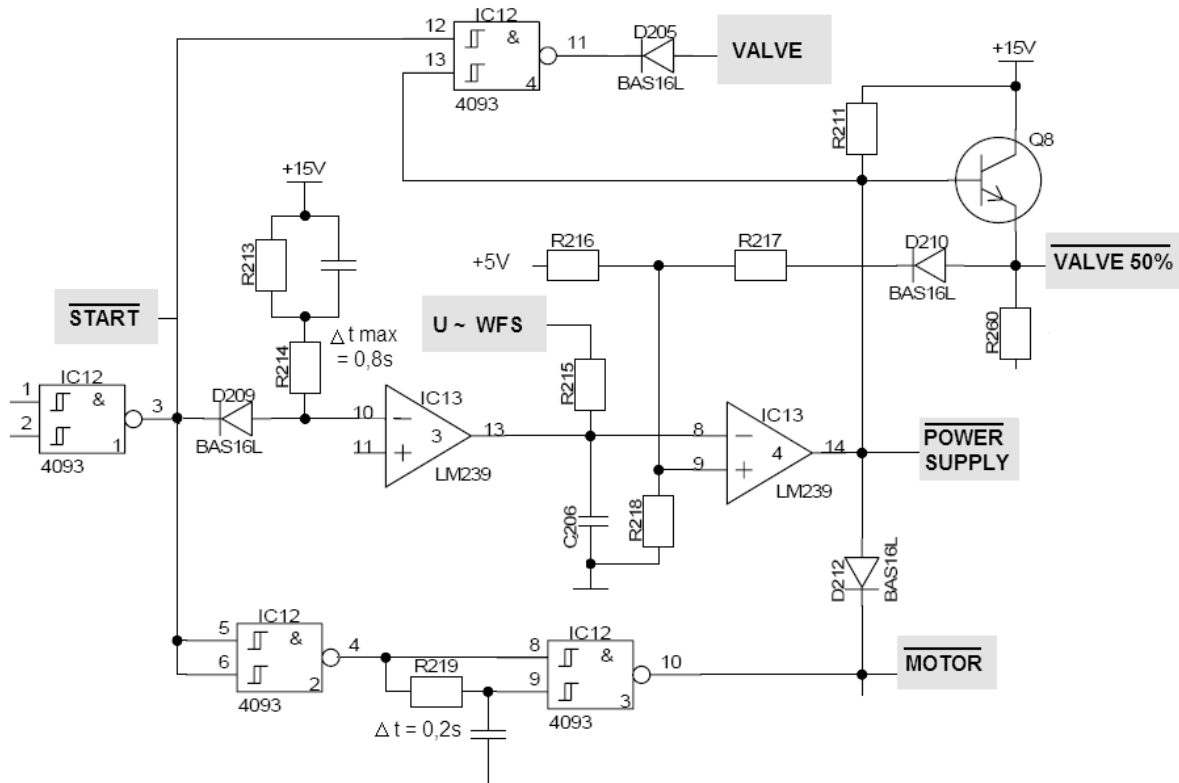 IC12
12
13
&
4
11
4093
D205
BAS16L
VALVE
+15V
R211
Q8
+15V
R213
R216
R217
D210
+5V
BAS16L
VALVE 50%
START
U ~ WFS
Δ t max
= 0,8s
R214
R215
R260
IC12
1
2
&
1
3
4093
D209
BAS16L
10
11
IC13
3
13
LM239
8
9
IC13
4
14
LM239
POWER
SUPPLY
C206
R218
D212
BAS16L
IC12
5
6
&
2
4
4093
R219
Δ t = 0,2s
IC12
8
9
&
3
10
4093
MOTOR